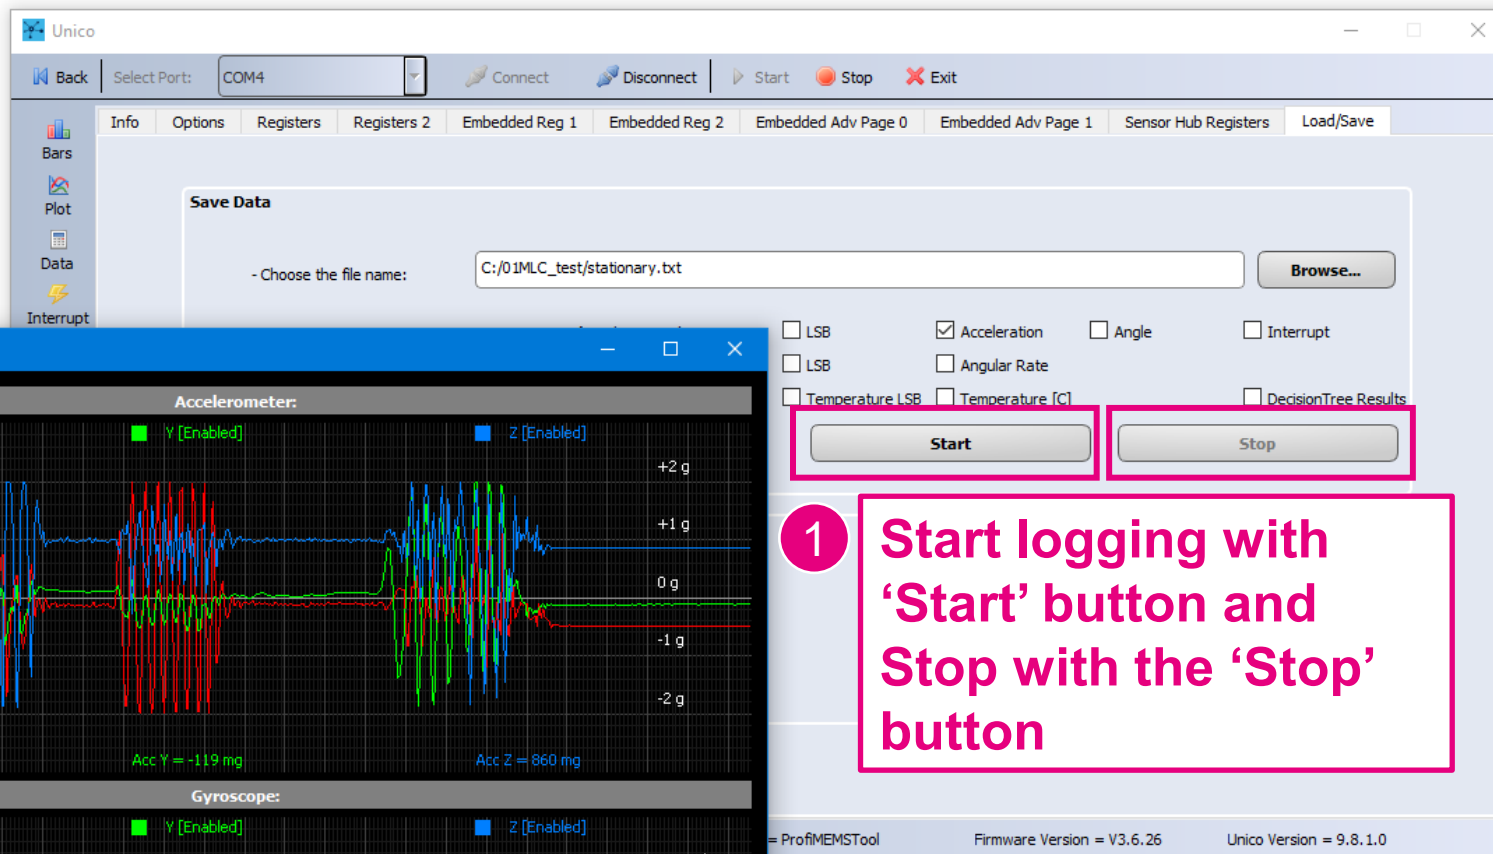 Unico
Back
Select Port:
COM4
Connect
Disconnect
Start
Stop
Exit
Info
Options
Registers
Registers 2
Embedded Reg 1
Embedded Reg 2
Embedded Adv Page 0
Embedded Adv Page 1
Sensor Hub Registers
Load/Save
Bars
Plot
Data
Interrupt
Save Data
- Choose the file name:
C:/01MLC_test/stationary.txt
Browse...
LSB
Acceleration
Angle
Interrupt
LSB
Angular Rate
Temperature LSB
Temperature [C]
DecisionTree Results
Start
Stop
Accelerometer:
Y [Enabled]
Z [Enabled]
+2 g
+1 g
0 g
-1 g
-2 g
Acc Y = -119 mg
Acc Z = 860 mg
Gyroscope:
Y [Enabled]
Z [Enabled]
1
Start logging with
‘Start’ button and
Stop with the ‘Stop’
button
= ProfiMEMSTool
Firmware Version = V3.6.26
Unico Version = 9.8.1.0